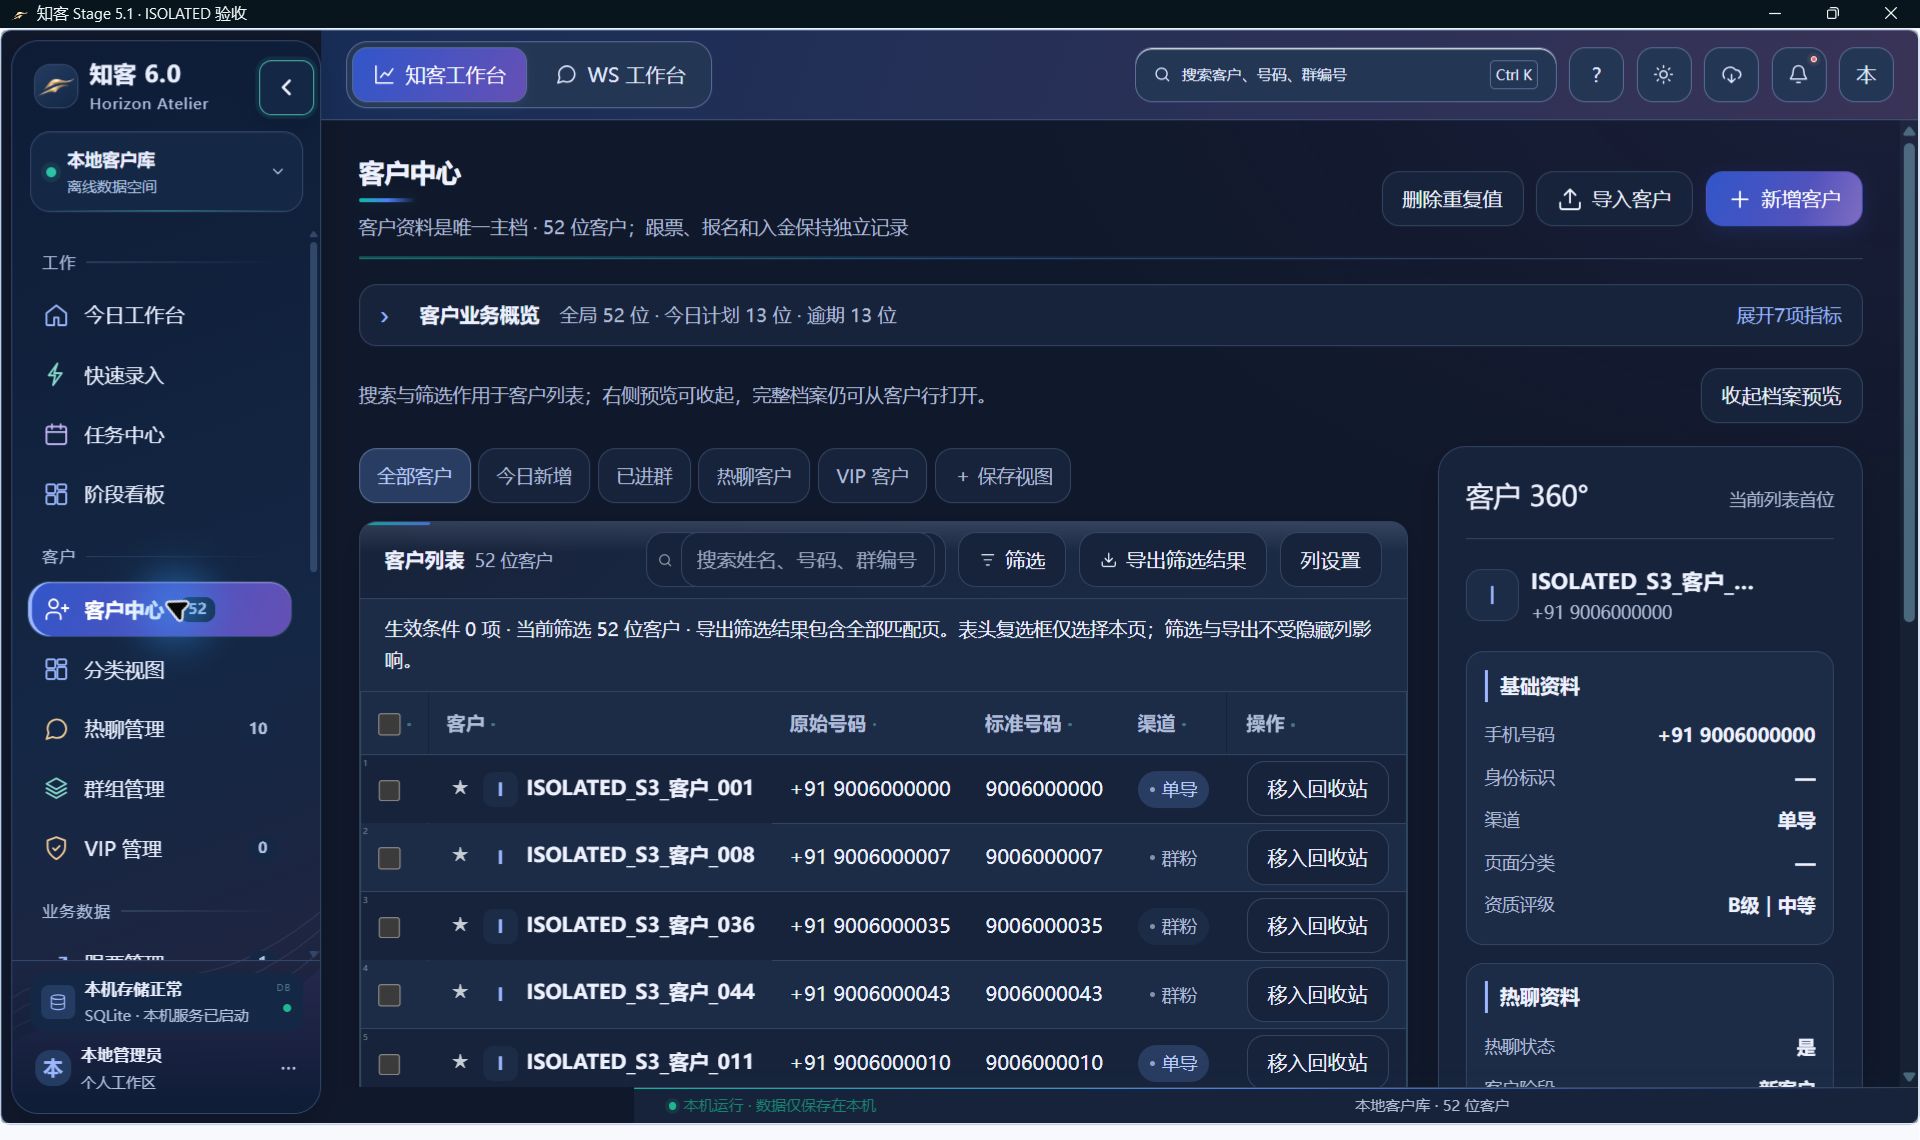 知客 Stage 5.1 · ISOLATED 验收
知客 6.0
Horizon Atelier
本地客户库
离线数据空间
工作
今日工作台
快速录入
任务中心
阶段看板
客户
客户中心 52
分类视图
热聊管理 10
群组管理
VIP 管理 0
业务数据
本机存储正常 DB
SQLite · 本机服务已启动
本 本地管理员
个人工作区 ...
知客工作台 WS 工作台
搜索客户、号码、群编号 Ctrl K ? 本
客户中心
客户资料是唯一主档 · 52 位客户；跟票、报名和入金保持独立记录
删除重复值 导入客户 + 新增客户
客户业务概览 全局 52 位 · 今日计划 13 位 · 逾期 13 位 展开7项指标
搜索与筛选作用于客户列表；右侧预览可收起，完整档案仍可从客户行打开。 收起档案预览
全部客户 今日新增 已进群 热聊客户 VIP 客户 + 保存视图
客户列表 52 位客户 搜索姓名、号码、群编号 筛选 导出筛选结果 列设置
生效条件 0 项 · 当前筛选 52 位客户 · 导出筛选结果包含全部匹配页。表头复选框仅选择本页；筛选与导出不受隐藏列影
响。
客户 · 原始号码 · 标准号码 · 渠道 · 操作 ·
1 ★ I ISOLATED_S3_客户_001 +91 9006000000 9006000000 • 单导 移入回收站
2 ★ I ISOLATED_S3_客户_008 +91 9006000007 9006000007 • 群粉 移入回收站
3 ★ I ISOLATED_S3_客户_036 +91 9006000035 9006000035 • 群粉 移入回收站
4 ★ I ISOLATED_S3_客户_044 +91 9006000043 9006000043 • 群粉 移入回收站
5 ★ I ISOLATED_S3_客户_011 +91 9006000010 9006000010 • 单导 移入回收站
客户 360° 当前列表首位
I ISOLATED_S3_客户_...
+91 9006000000
基础资料
手机号码 +91 9006000000
身份标识 —
渠道 单导
页面分类 —
资质评级 B级 | 中等
热聊资料
热聊状态 是
客户阶段 新客户
本机运行 · 数据仅保存在本机 本地客户库 · 52 位客户